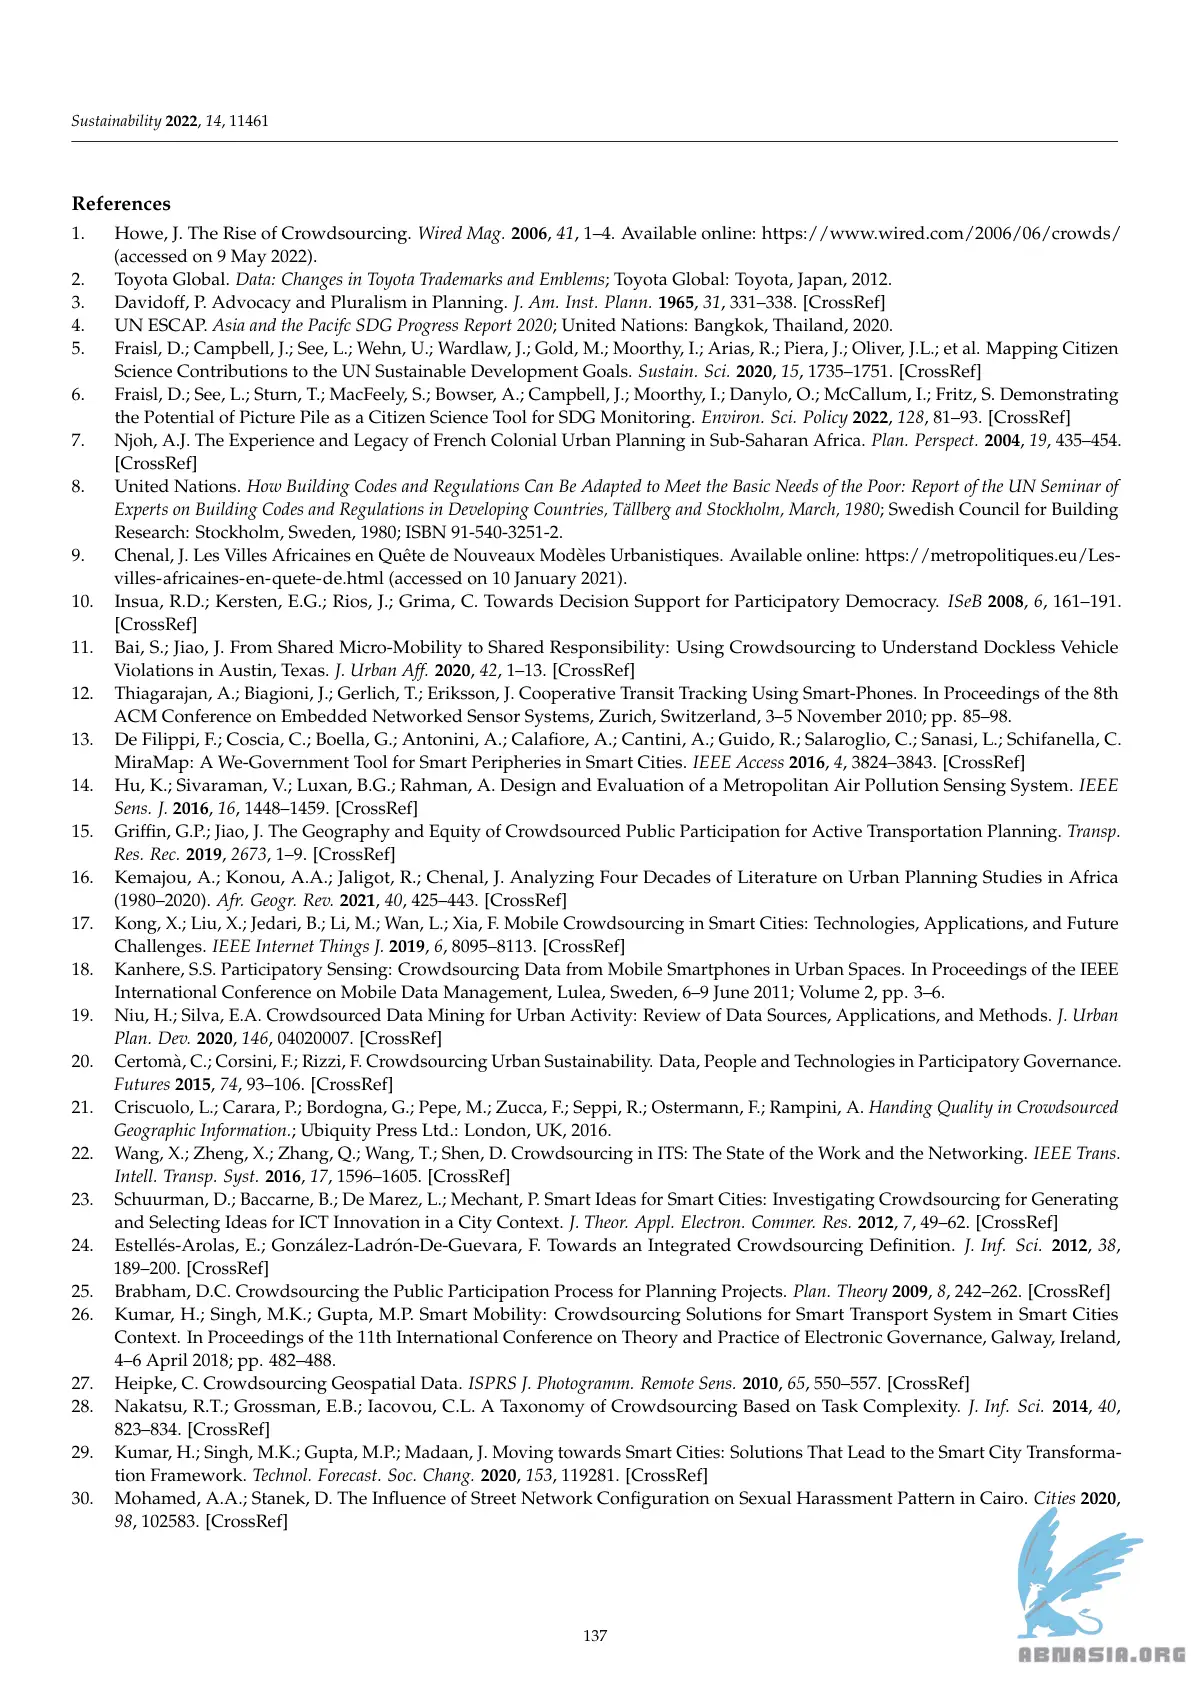 Sustainability 2022, 14, 11461
References
1. Howe, J. The Rise of Crowdsourcing. Wired Mag. 2006, 41, 1–4. Available online: https://www.wired.com/2006/06/crowds/
(accessed on 9 May 2022).
2. Toyota Global. Data: Changes in Toyota Trademarks and Emblems; Toyota Global: Toyota, Japan, 2012.
3. Davidoff, P. Advocacy and Pluralism in Planning. J. Am. Inst. Plann. 1965, 31, 331–338. [CrossRef]
4. UN ESCAP. Asia and the Pacifc SDG Progress Report 2020; United Nations: Bangkok, Thailand, 2020.
5. Fraisl, D.; Campbell, J.; See, L.; Wehn, U.; Wardlaw, J.; Gold, M.; Moorthy, I.; Arias, R.; Piera, J.; Oliver, J.L.; et al. Mapping Citizen
Science Contributions to the UN Sustainable Development Goals. Sustain. Sci. 2020, 15, 1735–1751. [CrossRef]
6. Fraisl, D.; See, L.; Sturn, T.; MacFeely, S.; Bowser, A.; Campbell, J.; Moorthy, I.; Danylo, O.; McCallum, I.; Fritz, S. Demonstrating
the Potential of Picture Pile as a Citizen Science Tool for SDG Monitoring. Environ. Sci. Policy 2022, 128, 81–93. [CrossRef]
7. Njoh, A.J. The Experience and Legacy of French Colonial Urban Planning in Sub-Saharan Africa. Plan. Perspect. 2004, 19, 435–454.
[CrossRef]
8. United Nations. How Building Codes and Regulations Can Be Adapted to Meet the Basic Needs of the Poor: Report of the UN Seminar of
Experts on Building Codes and Regulations in Developing Countries, Tällberg and Stockholm, March, 1980; Swedish Council for Building
Research: Stockholm, Sweden, 1980; ISBN 91-540-3251-2.
9. Chenal, J. Les Villes Africaines en Quête de Nouveaux Modèles Urbanistiques. Available online: https://metropolitiques.eu/Les-
villes-africaines-en-quete-de.html (accessed on 10 January 2021).
10. Insua, R.D.; Kersten, E.G.; Rios, J.; Grima, C. Towards Decision Support for Participatory Democracy. ISeB 2008, 6, 161–191.
[CrossRef]
11. Bai, S.; Jiao, J. From Shared Micro-Mobility to Shared Responsibility: Using Crowdsourcing to Understand Dockless Vehicle
Violations in Austin, Texas. J. Urban Aff. 2020, 42, 1–13. [CrossRef]
12. Thiagarajan, A.; Biagioni, J.; Gerlich, T.; Eriksson, J. Cooperative Transit Tracking Using Smart-Phones. In Proceedings of the 8th
ACM Conference on Embedded Networked Sensor Systems, Zurich, Switzerland, 3–5 November 2010; pp. 85–98.
13. De Filippi, F.; Coscia, C.; Boella, G.; Antonini, A.; Calafiore, A.; Cantini, A.; Guido, R.; Salaroglio, C.; Sanasi, L.; Schifanella, C.
MiraMap: A We-Government Tool for Smart Peripheries in Smart Cities. IEEE Access 2016, 4, 3824–3843. [CrossRef]
14. Hu, K.; Sivaraman, V.; Luxan, B.G.; Rahman, A. Design and Evaluation of a Metropolitan Air Pollution Sensing System. IEEE
Sens. J. 2016, 16, 1448–1459. [CrossRef]
15. Griffin, G.P.; Jiao, J. The Geography and Equity of Crowdsourced Public Participation for Active Transportation Planning. Transp.
Res. Rec. 2019, 2673, 1–9. [CrossRef]
16. Kemajou, A.; Konou, A.A.; Jaligot, R.; Chenal, J. Analyzing Four Decades of Literature on Urban Planning Studies in Africa
(1980–2020). Afr. Geogr. Rev. 2021, 40, 425–443. [CrossRef]
17. Kong, X.; Liu, X.; Jedari, B.; Li, M.; Wan, L.; Xia, F. Mobile Crowdsourcing in Smart Cities: Technologies, Applications, and Future
Challenges. IEEE Internet Things J. 2019, 6, 8095–8113. [CrossRef]
18. Kanhere, S.S. Participatory Sensing: Crowdsourcing Data from Mobile Smartphones in Urban Spaces. In Proceedings of the IEEE
International Conference on Mobile Data Management, Lulea, Sweden, 6–9 June 2011; Volume 2, pp. 3–6.
19. Niu, H.; Silva, E.A. Crowdsourced Data Mining for Urban Activity: Review of Data Sources, Applications, and Methods. J. Urban
Plan. Dev. 2020, 146, 04020007. [CrossRef]
20. Certomà, C.; Corsini, F.; Rizzi, F. Crowdsourcing Urban Sustainability. Data, People and Technologies in Participatory Governance.
Futures 2015, 74, 93–106. [CrossRef]
21. Criscuolo, L.; Carara, P.; Bordogna, G.; Pepe, M.; Zucca, F.; Seppi, R.; Ostermann, F.; Rampini, A. Handing Quality in Crowdsourced
Geographic Information.; Ubiquity Press Ltd.: London, UK, 2016.
22. Wang, X.; Zheng, X.; Zhang, Q.; Wang, T.; Shen, D. Crowdsourcing in ITS: The State of the Work and the Networking. IEEE Trans.
Intell. Transp. Syst. 2016, 17, 1596–1605. [CrossRef]
23. Schuurman, D.; Baccarne, B.; De Marez, L.; Mechant, P. Smart Ideas for Smart Cities: Investigating Crowdsourcing for Generating
and Selecting Ideas for ICT Innovation in a City Context. J. Theor. Appl. Electron. Commer. Res. 2012, 7, 49–62. [CrossRef]
24. Estellés-Arolas, E.; González-Ladrón-De-Guevara, F. Towards an Integrated Crowdsourcing Definition. J. Inf. Sci. 2012, 38,
189–200. [CrossRef]
25. Brabham, D.C. Crowdsourcing the Public Participation Process for Planning Projects. Plan. Theory 2009, 8, 242–262. [CrossRef]
26. Kumar, H.; Singh, M.K.; Gupta, M.P. Smart Mobility: Crowdsourcing Solutions for Smart Transport System in Smart Cities
Context. In Proceedings of the 11th International Conference on Theory and Practice of Electronic Governance, Galway, Ireland,
4–6 April 2018; pp. 482–488.
27. Heipke, C. Crowdsourcing Geospatial Data. ISPRS J. Photogramm. Remote Sens. 2010, 65, 550–557. [CrossRef]
28. Nakatsu, R.T.; Grossman, E.B.; Iacovou, C.L. A Taxonomy of Crowdsourcing Based on Task Complexity. J. Inf. Sci. 2014, 40,
823–834. [CrossRef]
29. Kumar, H.; Singh, M.K.; Gupta, M.P.; Madaan, J. Moving towards Smart Cities: Solutions That Lead to the Smart City Transforma-
tion Framework. Technol. Forecast. Soc. Chang. 2020, 153, 119281. [CrossRef]
30. Mohamed, A.A.; Stanek, D. The Influence of Street Network Configuration on Sexual Harassment Pattern in Cairo. Cities 2020,
98, 102583. [CrossRef]
137
ABNASIA.ORG